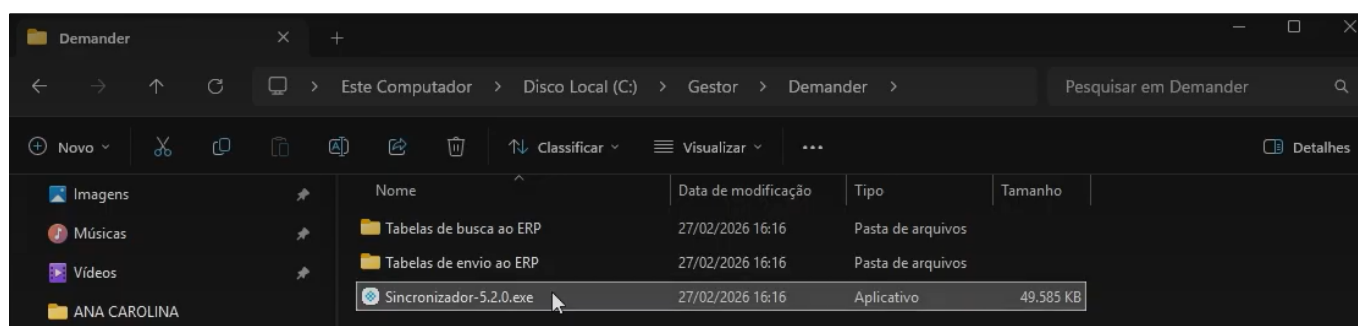 Demander
Este Computador > Disco Local (C:) > Gestor > Demander > Pesquisar em Demander
Novo Classificar Visualizar ... Detalhes
Imagens
Músicas
Vídeos
ANA CAROLINA
Nome Data de modificação Tipo Tamanho
Tabelas de busca ao ERP 27/02/2026 16:16 Pasta de arquivos
Tabelas de envio ao ERP 27/02/2026 16:16 Pasta de arquivos
Sincronizador-5.2.0.exe 27/02/2026 16:16 Aplicativo 49.585 KB